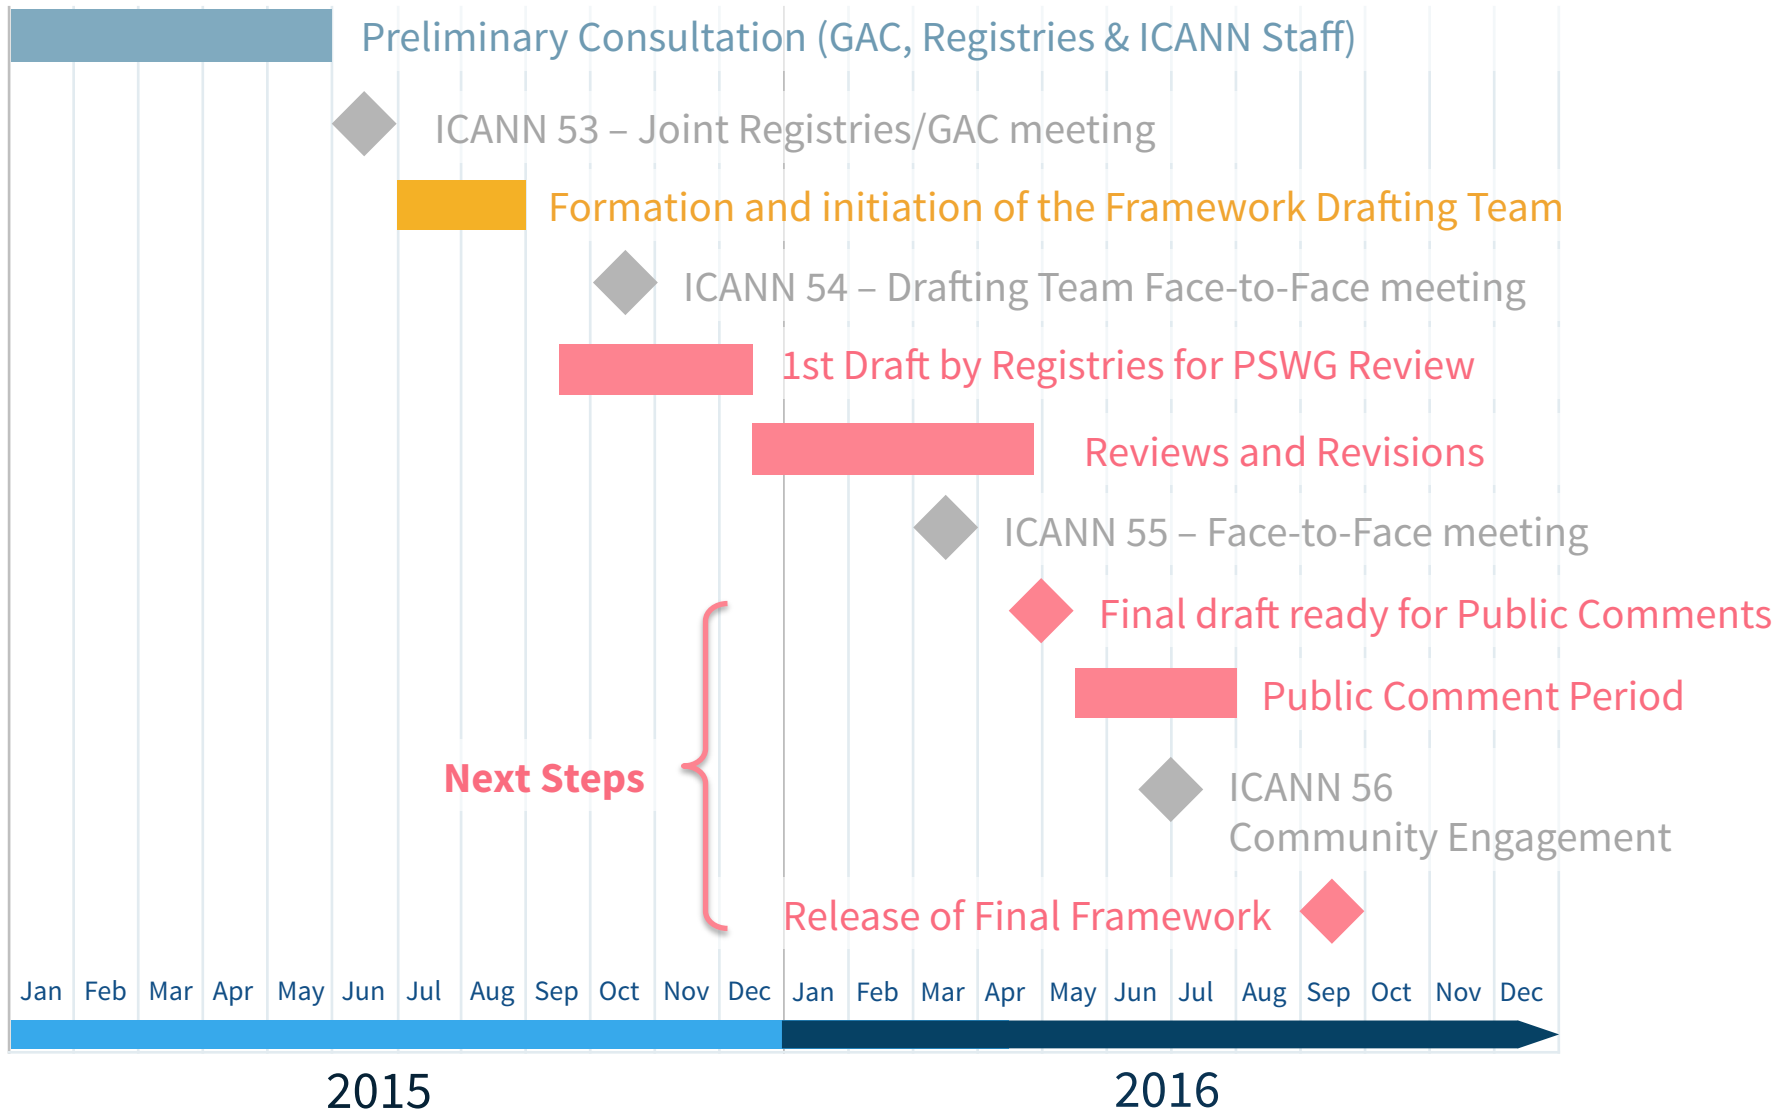 Preliminary Consultation (GAC, Registries & ICANN Staff)
ICANN 53 – Joint Registries/GAC meeting
Formation and initiation of the Framework Drafting Team
ICANN 54 – Drafting Team Face-to-Face meeting
1st Draft by Registries for PSWG Review
Reviews and Revisions
ICANN 55 – Face-to-Face meeting
Final draft ready for Public Comments
Public Comment Period
Next Steps
ICANN 56
Community Engagement
Release of Final Framework
Jan Feb Mar Apr May Jun Jul Aug Sep Oct Nov Dec Jan Feb Mar Apr May Jun Jul Aug Sep Oct Nov Dec
2015 2016